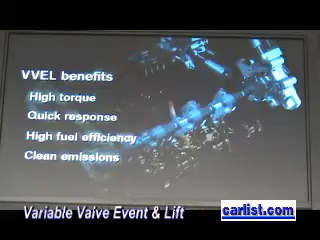 VVEL benefits
High torque
Quick response
High fuel efficiency
Clean emissions
Variable Valve Event & Lift
carlist.com